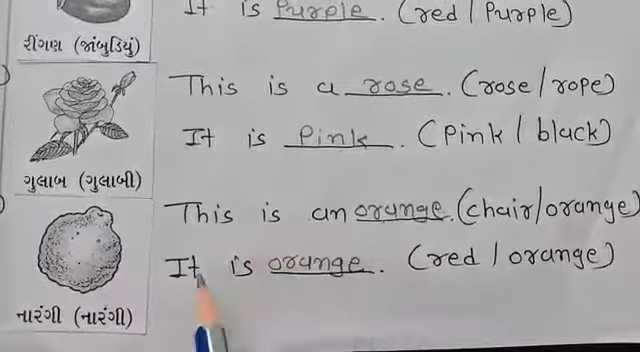 It is Purple. (red / Purple)
રીંગણ (જાંબુડિયું)
This is a rose. (rose / rope)
It is Pink. (Pink / black)
ગુલાબ (ગુલાબી)
This is an orange. (chair/orange)
It is orange. (red / orange)
નારંગી (નારંગી)